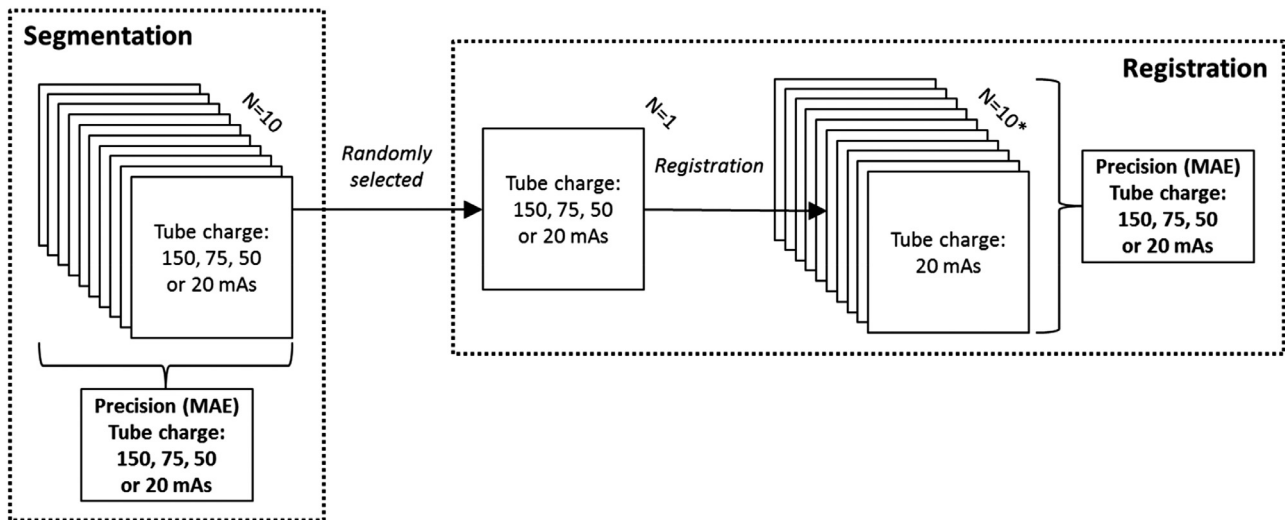 Segmentation
N=10
Tube charge:
150, 75, 50
or 20 mAs
Precision (MAE)
Tube charge:
150, 75, 50
or 20 mAs
Randomly
selected
Registration
N=1
Tube charge:
150, 75, 50
or 20 mAs
Registration
N=10*
Tube charge:
20 mAs
Precision (MAE)
Tube charge:
150, 75, 50
or 20 mAs